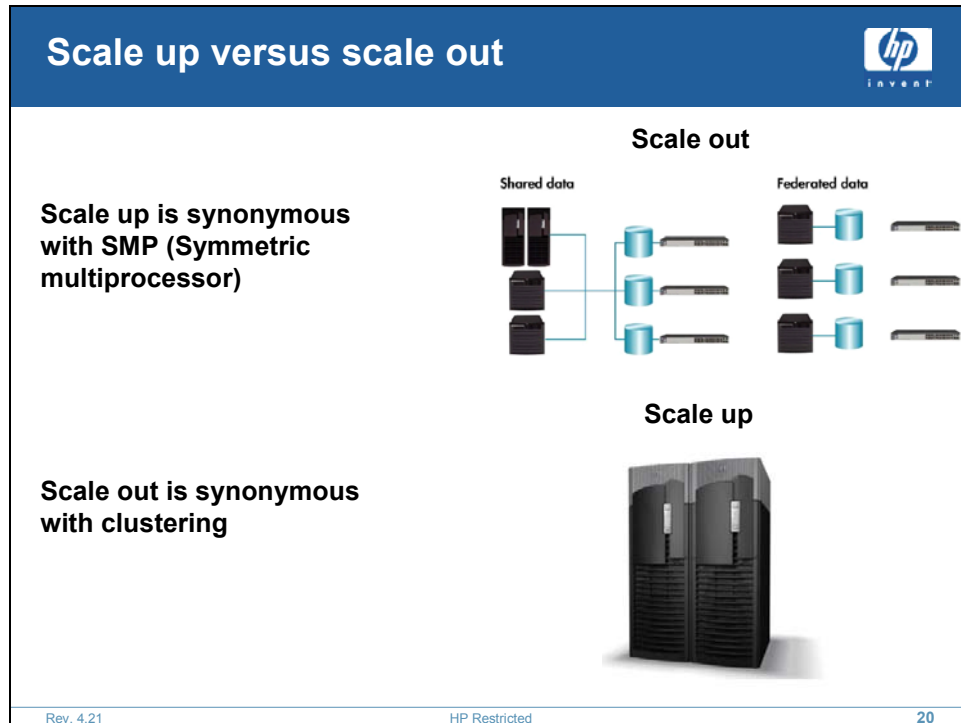 Scale up versus scale out
hp
invent
Scale up is synonymous
with SMP (Symmetric
multiprocessor)
Scale out
Shared data
Federated data
Scale out is synonymous
with clustering
Scale up
Rev. 4.21
HP Restricted
20